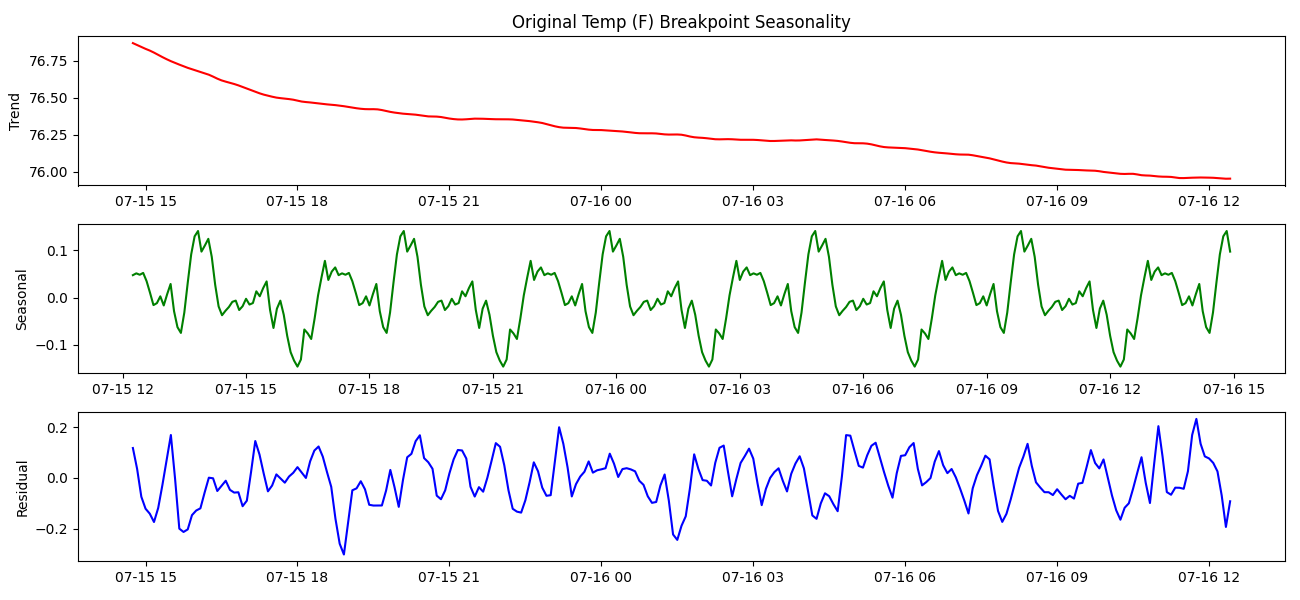 Original Temp (F) Breakpoint Seasonality
Trend
76.75
76.50
76.25
76.00
07-15 15 07-15 18 07-15 21 07-16 00 07-16 03 07-16 06 07-16 09 07-16 12
Seasonal
0.1
0.0
−0.1
07-15 12 07-15 15 07-15 18 07-15 21 07-16 00 07-16 03 07-16 06 07-16 09 07-16 12 07-16 15
Residual
0.2
0.0
−0.2
07-15 15 07-15 18 07-15 21 07-16 00 07-16 03 07-16 06 07-16 09 07-16 12